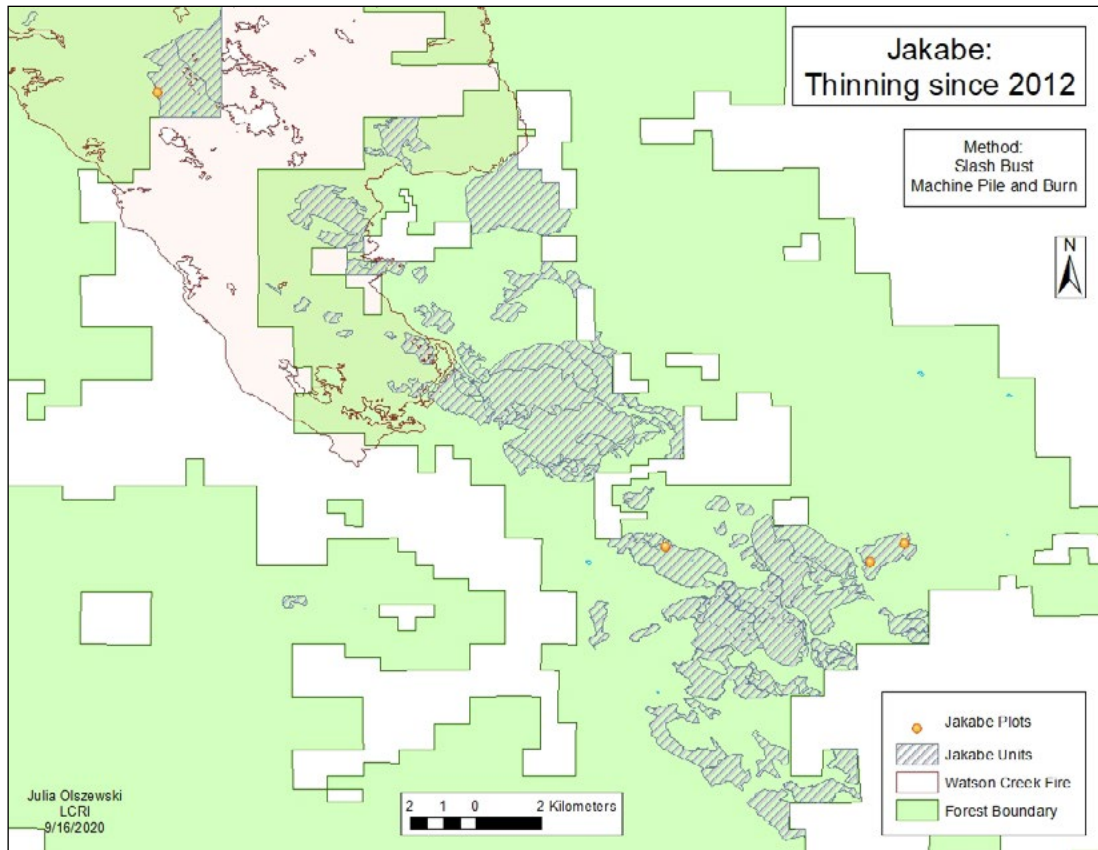 Jakabe:
Thinning since 2012
Method:
Slash Bust
Machine Pile and Burn
N
Jakabe Plots
Jakabe Units
Watson Creek Fire
Forest Boundary
2 1 0 2 Kilometers
Julia Olszewski
LCRI
9/16/2020